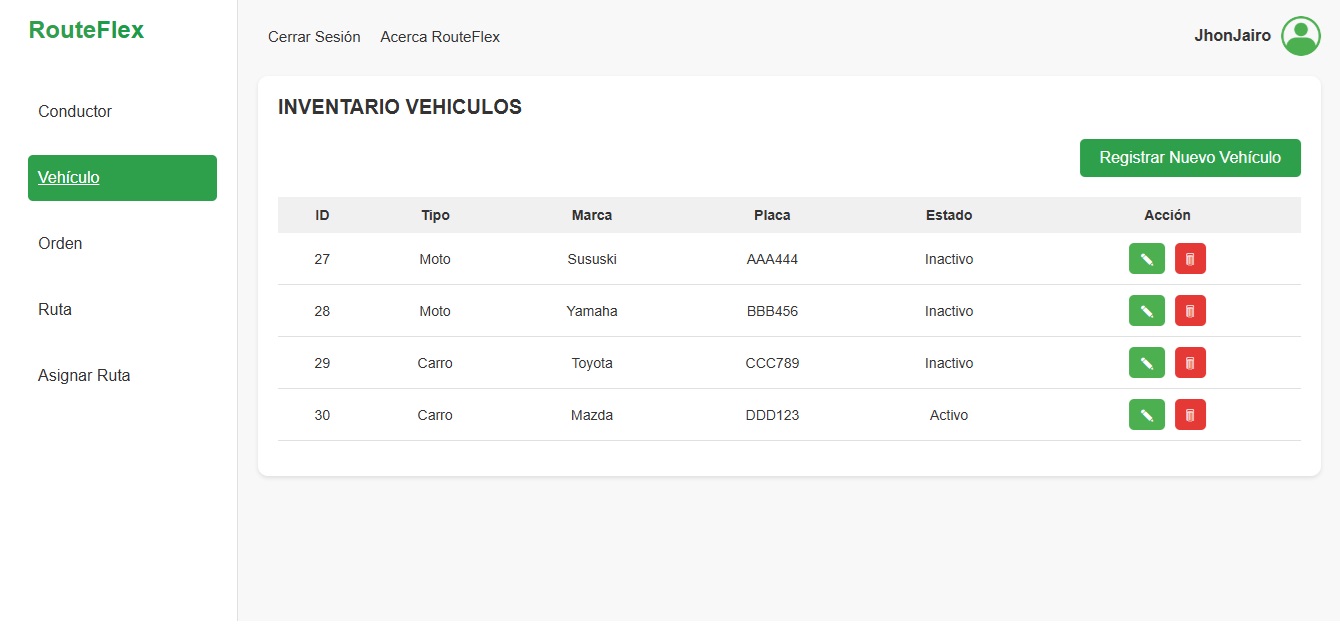 RouteFlex
Cerrar Sesión Acerca RouteFlex
JhonJairo
Conductor
Vehículo
Orden
Ruta
Asignar Ruta
INVENTARIO VEHICULOS
Registrar Nuevo Vehículo
ID Tipo Marca Placa Estado Acción
27 Moto Sususki AAA444 Inactivo
28 Moto Yamaha BBB456 Inactivo
29 Carro Toyota CCC789 Inactivo
30 Carro Mazda DDD123 Activo